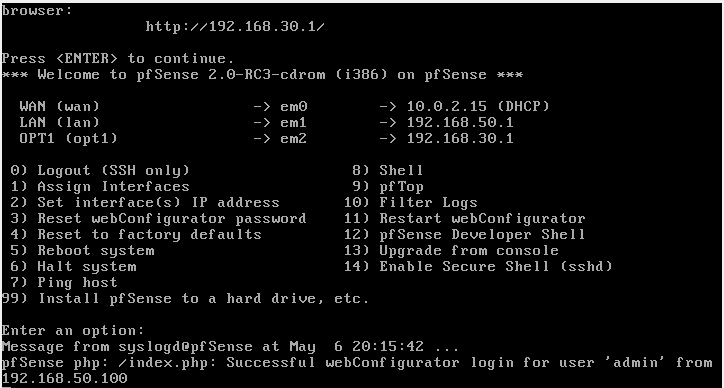 browser:
http://192.168.30.1/
Press <ENTER> to continue.
*** Welcome to pfSense 2.0-RC3-cdrom (i386) on pfSense ***
WAN (wan) -> em0 -> 10.0.2.15 (DHCP)
LAN (lan) -> em1 -> 192.168.50.1
OPT1 (opt1) -> em2 -> 192.168.30.1
0) Logout (SSH only) 8) Shell
1) Assign Interfaces 9) pfTop
2) Set interface(s) IP address 10) Filter Logs
3) Reset webConfigurator password 11) Restart webConfigurator
4) Reset to factory defaults 12) pfSense Developer Shell
5) Reboot system 13) Upgrade from console
6) Halt system 14) Enable Secure Shell (sshd)
7) Ping host
99) Install pfSense to a hard drive, etc.
Enter an option:
Message from syslogd@pfSense at May  6 20:15:42 ...
pfSense php: /index.php: Successful webConfigurator login for user 'admin' from
192.168.50.100